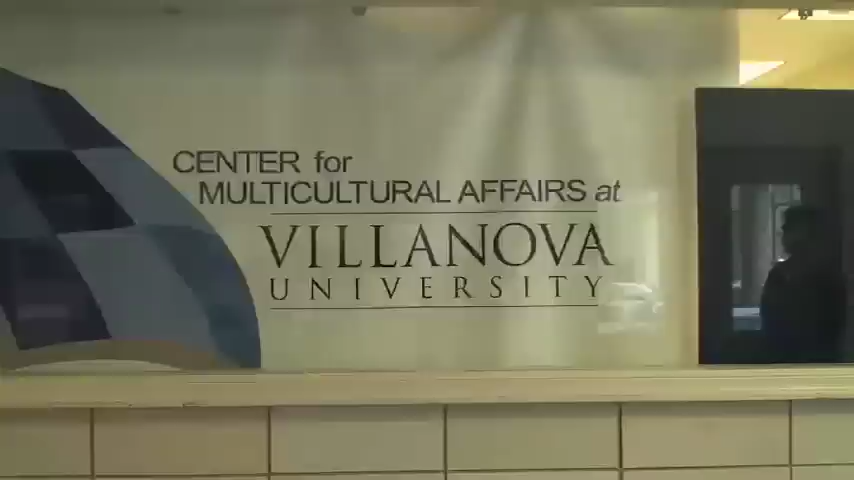 CENTER for
MULTICULTURAL AFFAIRS at
VILLANOVA
UNIVERSITY